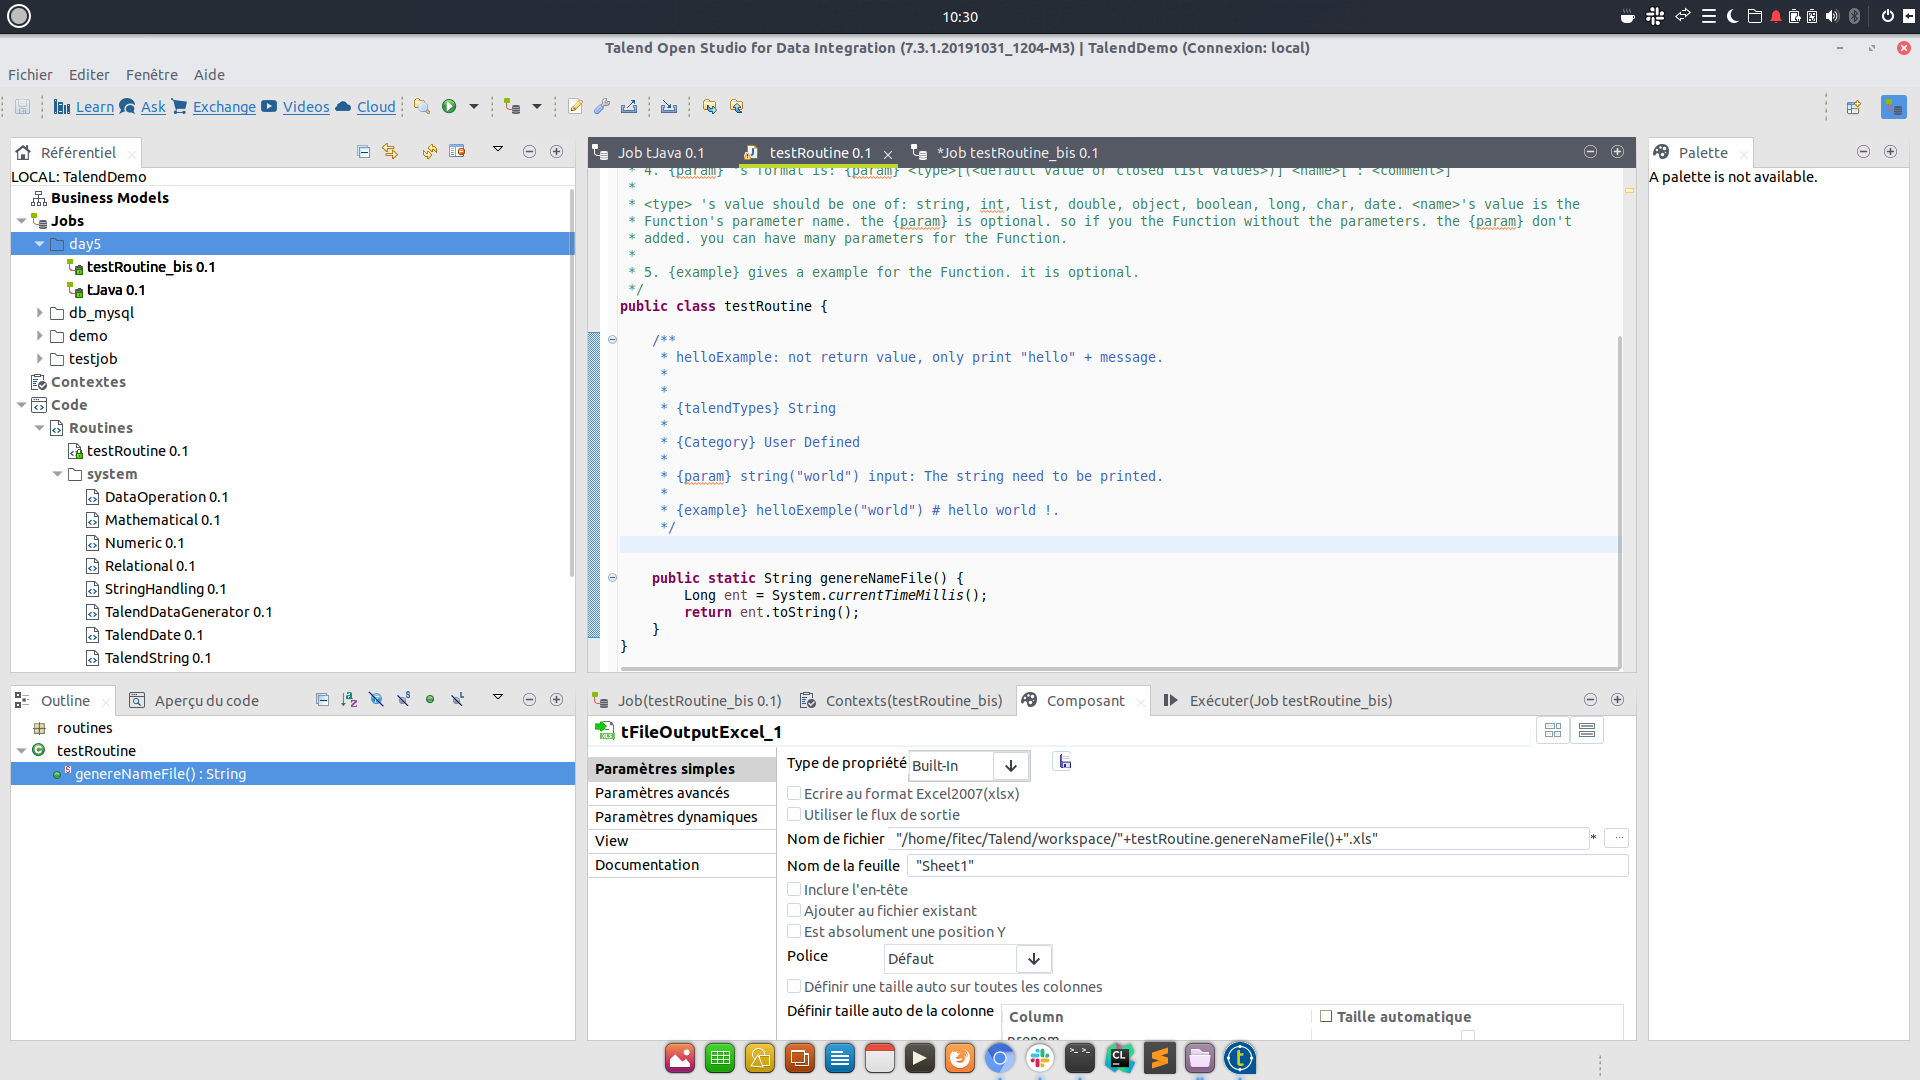 10:30
Talend Open Studio for Data Integration (7.3.1.20191031_1204-M3) | TalendDemo (Connexion: local)
Fichier Editer Fenêtre Aide
Learn Ask Exchange Videos Cloud
Référentiel
LOCAL: TalendDemo
Business Models
Jobs
day5
testRoutine_bis 0.1
tJava 0.1
db_mysql
demo
testjob
Contextes
Code
Routines
testRoutine 0.1
system
DataOperation 0.1
Mathematical 0.1
Numeric 0.1
Relational 0.1
StringHandling 0.1
TalendDataGenerator 0.1
TalendDate 0.1
TalendString 0.1
Job tJava 0.1 testRoutine 0.1 *Job testRoutine_bis 0.1
* 4. {param} 's format is: {param} <type>[(<default value or closed list values>)] <name>[ : <comment>]
*
* <type> 's value should be one of: string, int, list, double, object, boolean, long, char, date. <name>'s value is the
* Function's parameter name. the {param} is optional. so if you the Function without the parameters. the {param} don't
* added. you can have many parameters for the Function.
*
* 5. {example} gives a example for the Function. it is optional.
*/
public class testRoutine {
/**
* helloExample: not return value, only print "hello" + message.
*
*
* {talendTypes} String
*
* {Category} User Defined
*
* {param} string("world") input: The string need to be printed.
*
* {example} helloExemple("world") # hello world !.
*/
public static String genereNameFile() {
Long ent = System.currentTimeMillis();
return ent.toString();
}
}
Palette
A palette is not available.
Outline Aperçu du code
routines
testRoutine
genereNameFile() : String
Job(testRoutine_bis 0.1) Contexts(testRoutine_bis) Composant Exécuter(Job testRoutine_bis)
tFileOutputExcel_1
Paramètres simples
Paramètres avancés
Paramètres dynamiques
View
Documentation
Type de propriété Built-In
Ecrire au format Excel2007(xlsx)
Utiliser le flux de sortie
Nom de fichier "/home/fitec/Talend/workspace/"+testRoutine.genereNameFile()+".xls" * ...
Nom de la feuille "Sheet1"
Inclure l'en-tête
Ajouter au fichier existant
Est absolument une position Y
Police Défaut
Définir une taille auto sur toutes les colonnes
Définir taille auto de la colonne Column Taille automatique
prenom